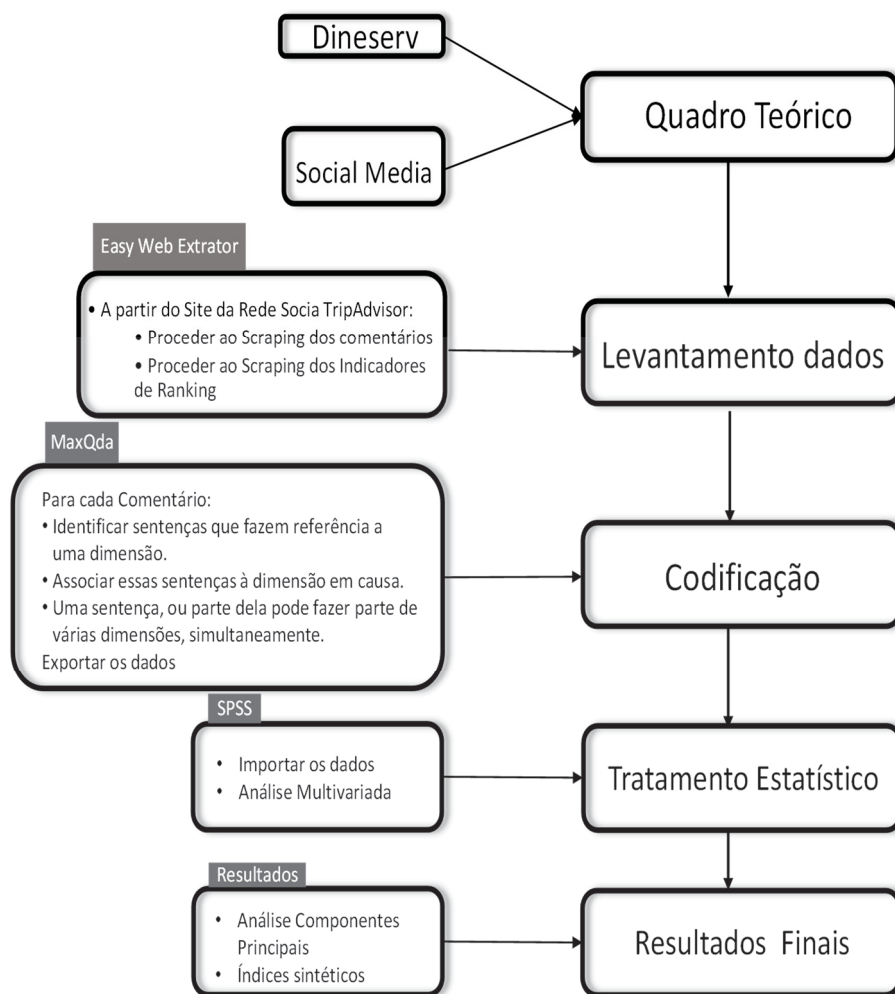 Dineserv
Quadro Teórico
Social Media
Easy Web Extrator
• A partir do Site da Rede Socia TripAdvisor:
• Proceder ao Scraping dos comentários
• Proceder ao Scraping dos Indicadores
de Ranking
Levantamento dados
MaxQda
Para cada Comentário:
• Identificar sentenças que fazem referência a
uma dimensão.
• Associar essas sentenças à dimensão em causa.
• Uma sentença, ou parte dela pode fazer parte de
várias dimensões, simultaneamente.
Exportar os dados
Codificação
SPSS
• Importar os dados
• Análise Multivariada
Tratamento Estatístico
Resultados
• Análise Componentes
Principais
• Índices sintéticos
Resultados Finais